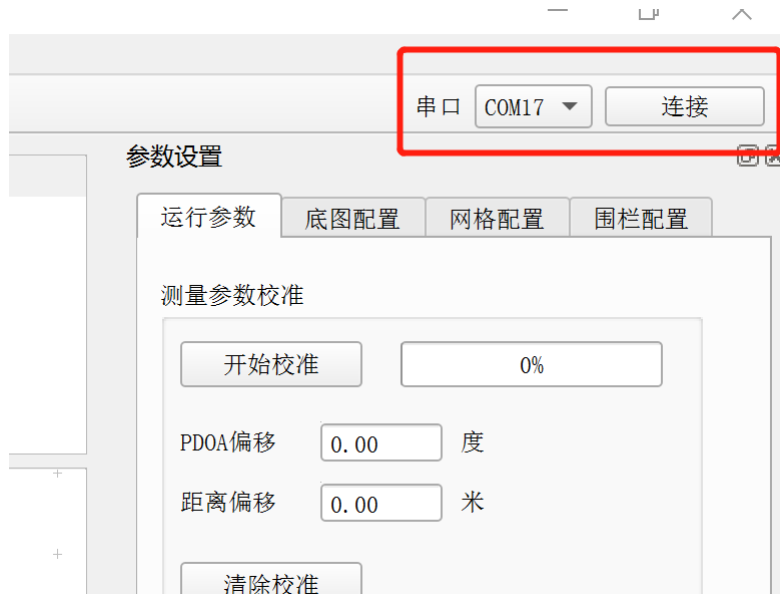 串口 COM17 连接
参数设置
运行参数 底图配置 网格配置 围栏配置
测量参数校准
开始校准 0%
PDOA偏移 0.00 度
距离偏移 0.00 米
清除校准